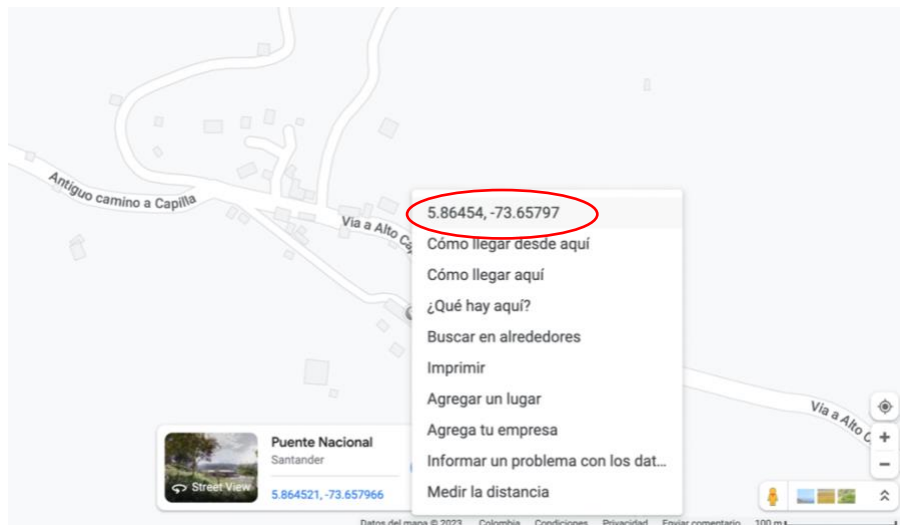 Antiguo camino a Capilla
Via a Alto Ca
5.86454, -73.65797
Cómo llegar desde aquí
Cómo llegar aquí
¿Qué hay aquí?
Buscar en alrededores
Imprimir
Agregar un lugar
Agrega tu empresa
Informar un problema con los dat...
Medir la distancia
Via a Alto C
Puente Nacional
Santander
Street View
5.864521, -73.657966
Datos del mapa © 2023 Colombia Condiciones Privacidad Enviar comentario 100 m